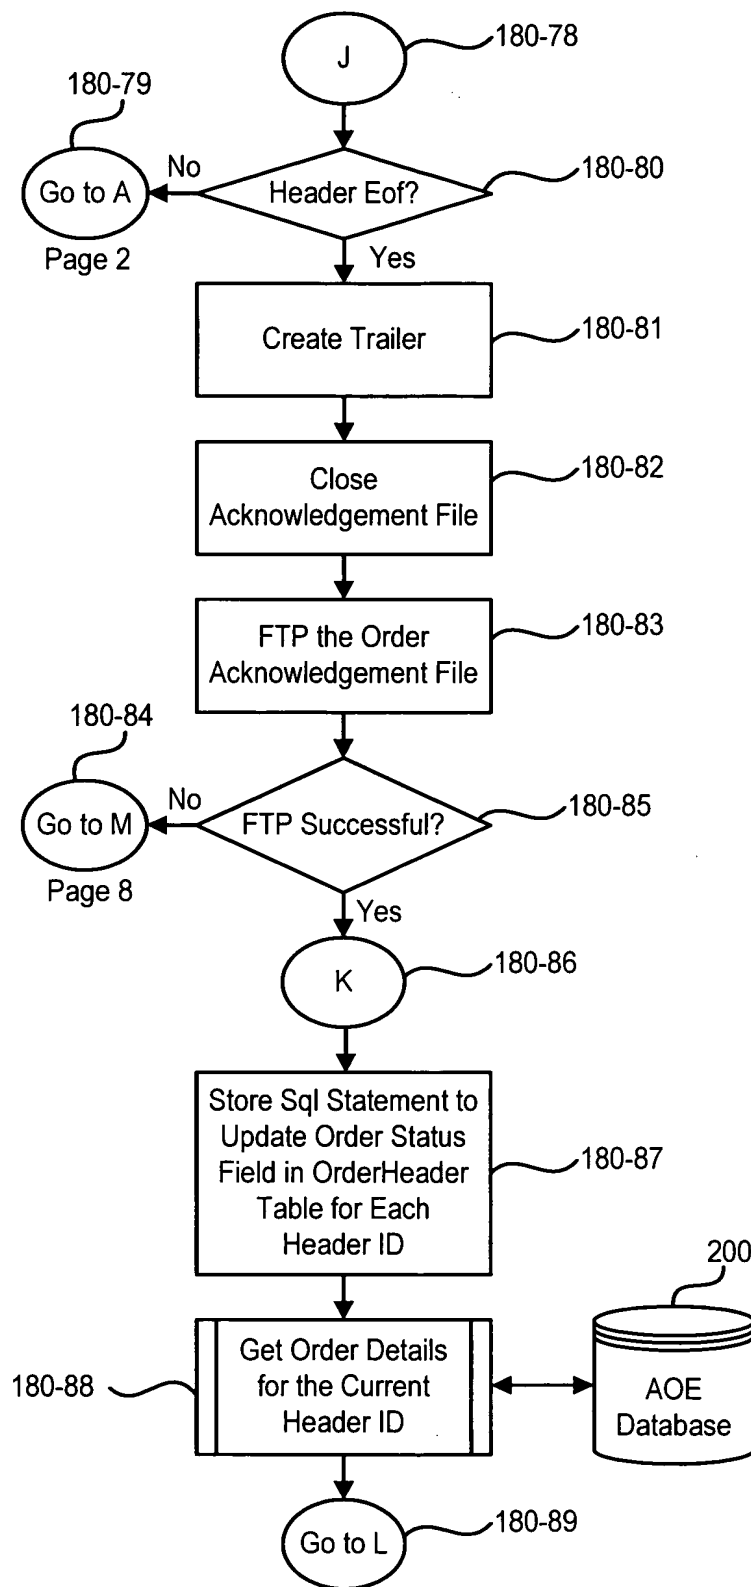 J
180-78
180-79
No
Go to A
Header Eof?
180-80
Page 2
Yes
Create Trailer
180-81
Close
Acknowledgement File
180-82
FTP the Order
Acknowledgement File
180-83
180-84
No
Go to M
FTP Successful?
180-85
Page 8
Yes
K
180-86
Store Sql Statement to
Update Order Status
Field in OrderHeader
Table for Each
Header ID
180-87
200
180-88
Get Order Details
for the Current
Header ID
AOE
Database
Go to L
180-89